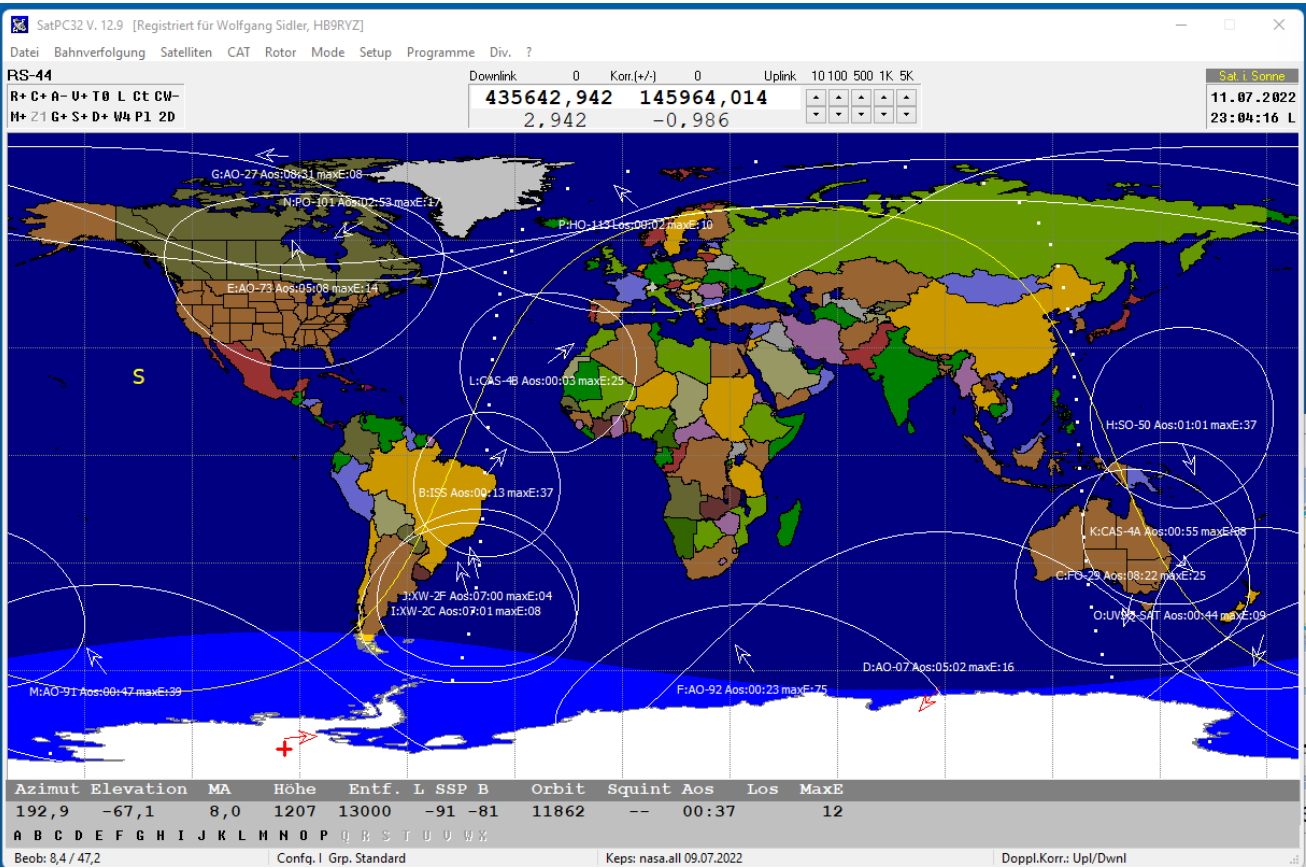 SatPC32 V. 12.9 [Registriert für Wolfgang Sidler, HB9RYZ]
Datei Bahnverfolgung Satelliten CAT Rotor Mode Setup Programme Div. ?
RS-44
Downlink 0 Korr.(+/-) 0 Uplink 10 100 500 1K 5K
Sat. i. Sonne
R+ C+ A- V+ T0 L Ct CW-
435642,942 145964,014
11.07.2022
M+ Z1 G+ S+ D+ W4 P1 2D
2,942 -0,986
23:04:16 L
G:AO-27 Aos:08:31 maxE:08
N:PO-101 Aos:02:53 maxE:17
P:HO-113 Los:00:02 maxE:10
E:AO-73 Aos:05:08 maxE:14
S
L:CAS-4B Aos:00:03 maxE:25
H:SO-50 Aos:01:01 maxE:37
B:ISS Aos:00:13 maxE:37
K:CAS-4A Aos:00:55 maxE:38
C:FO-29 Aos:08:22 maxE:25
J:XW-2F Aos:07:00 maxE:04
I:XW-2C Aos:07:01 maxE:08
Aos:00:44 maxE:09
D:AO-07 Aos:05:02 maxE:16
M:AO-91 Aos:00:47 maxE:39
F:AO-92 Aos:00:23 maxE:75
Azimut Elevation MA Höhe Entf. L SSP B Orbit Squint Aos Los MaxE
192,9 -67,1 8,0 1207 13000 -91 -81 11862 -- 00:37 12
A B C D E F G H I J K L M N O P Q R S T U V W X
Beob: 8,4 / 47,2 Confg. I Grp. Standard Keps: nasa.all 09.07.2022 Doppl.Korr.: Upl/Dwnl